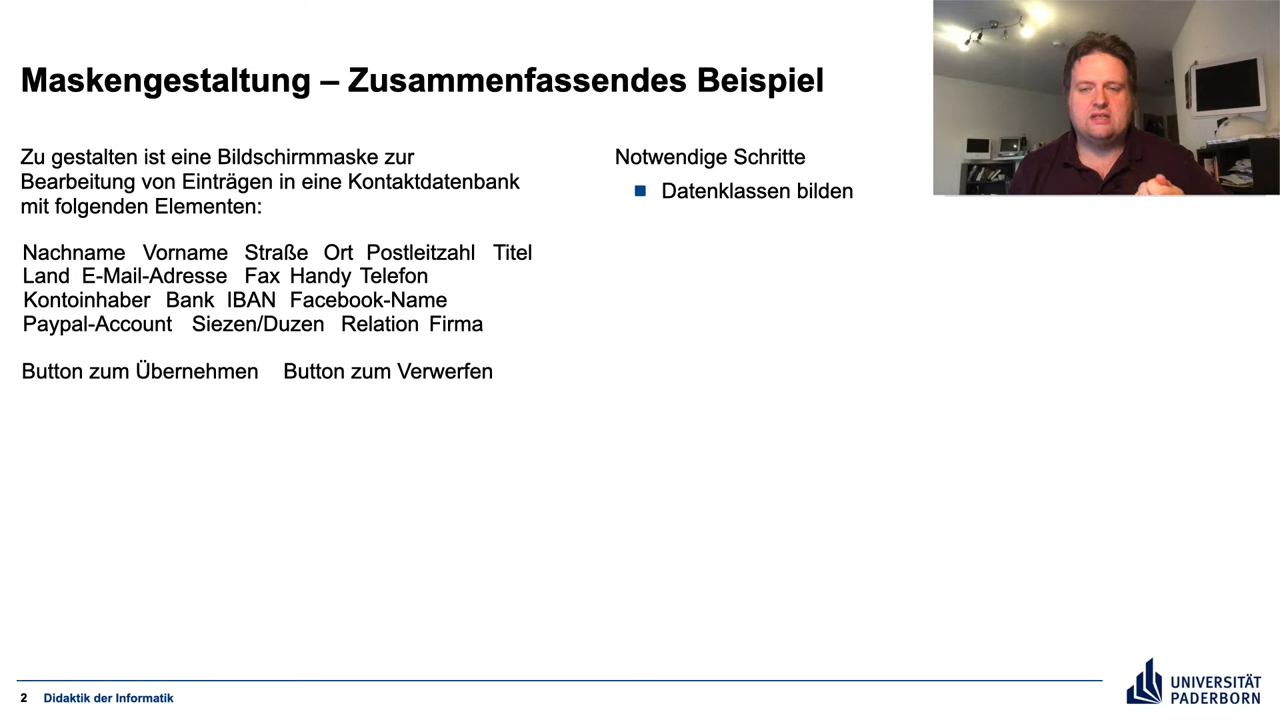 Maskengestaltung – Zusammenfassendes Beispiel
Zu gestalten ist eine Bildschirmmaske zur
Bearbeitung von Einträgen in eine Kontaktdatenbank
mit folgenden Elementen:
Nachname Vorname Straße Ort Postleitzahl Titel
Land E-Mail-Adresse Fax Handy Telefon
Kontoinhaber Bank IBAN Facebook-Name
Paypal-Account Siezen/Duzen Relation Firma
Button zum Übernehmen Button zum Verwerfen
Notwendige Schritte
Datenklassen bilden
2 Didaktik der Informatik
UNIVERSITÄT
PADERBORN